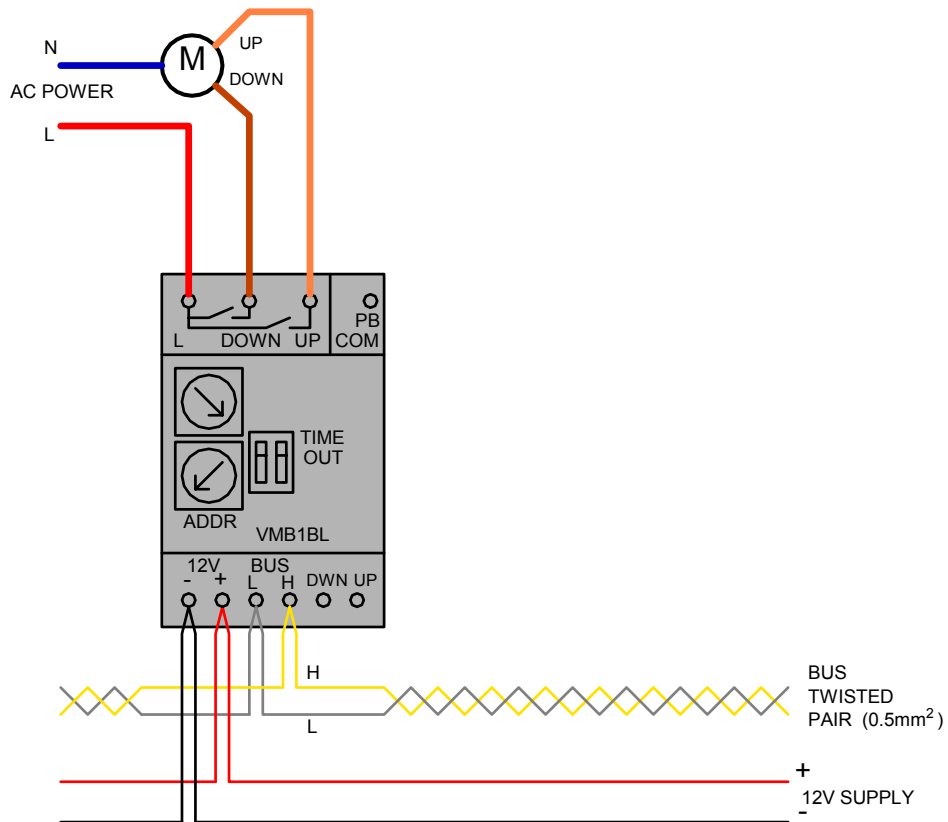 N
M
UP
DOWN
AC POWER
L
L
DOWN
UP
PB
COM
TIME
OUT
ADDR
VMB1BL
12V
BUS
- + L H DWN UP
H
L
BUS
TWISTED
PAIR (0.5mm²)
+
12V SUPPLY
-